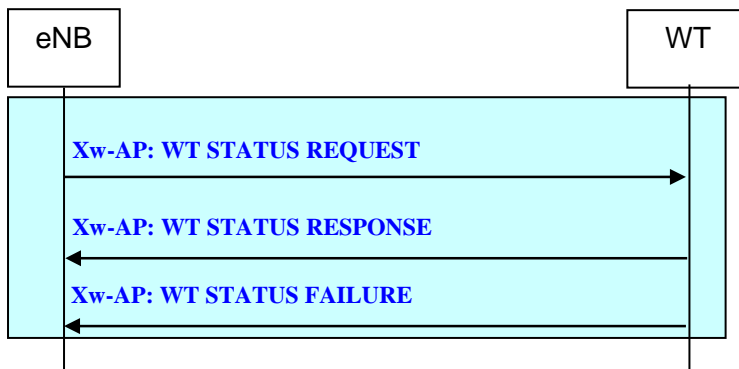 eNB
WT
Xw-AP: WT STATUS REQUEST
Xw-AP: WT STATUS RESPONSE
Xw-AP: WT STATUS FAILURE